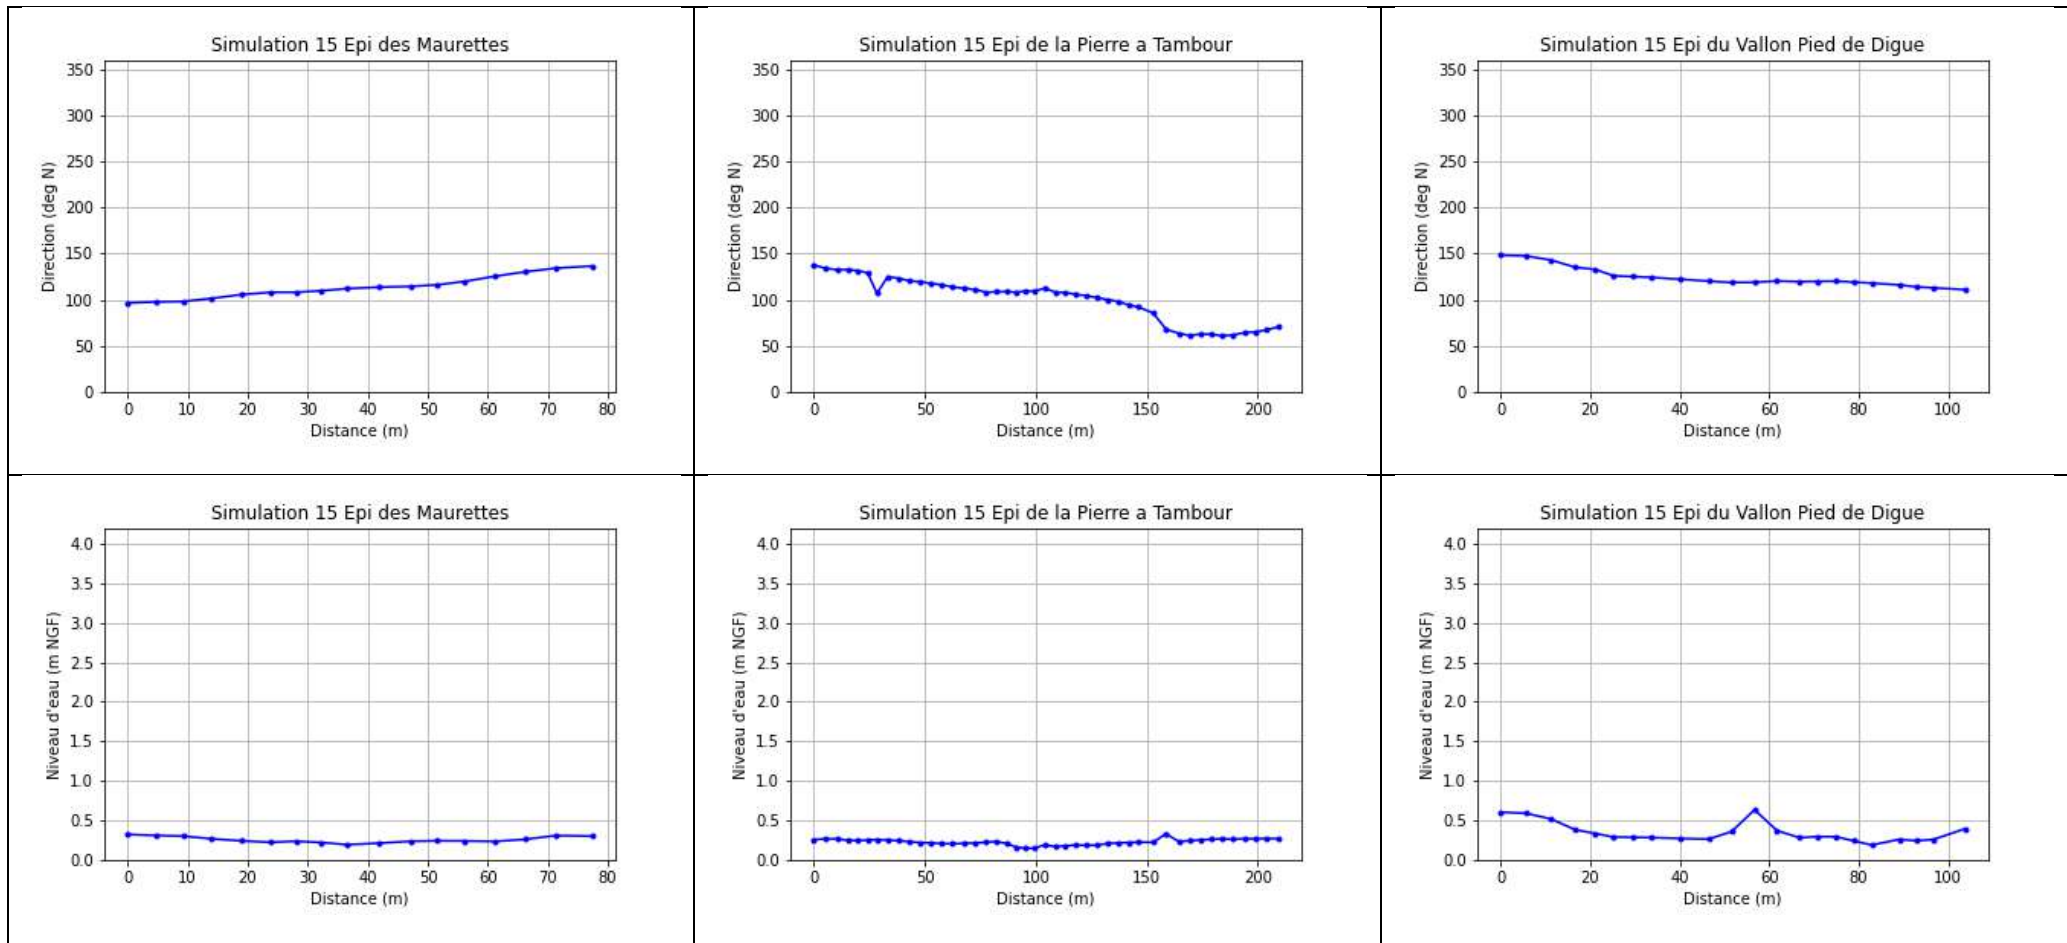 Simulation 15 Epi des Maurettes
350
300
250
200
150
100
50
0
Direction (deg N)
0 10 20 30 40 50 60 70 80
Distance (m)
Simulation 15 Epi de la Pierre a Tambour
350
300
250
200
150
100
50
0
Direction (deg N)
0 50 100 150 200
Distance (m)
Simulation 15 Epi du Vallon Pied de Digue
350
300
250
200
150
100
50
0
Direction (deg N)
0 20 40 60 80 100
Distance (m)
Simulation 15 Epi des Maurettes
4.0
3.5
3.0
2.5
2.0
1.5
1.0
0.5
0.0
Niveau d'eau (m NGF)
0 10 20 30 40 50 60 70 80
Distance (m)
Simulation 15 Epi de la Pierre a Tambour
4.0
3.5
3.0
2.5
2.0
1.5
1.0
0.5
0.0
Niveau d'eau (m NGF)
0 50 100 150 200
Distance (m)
Simulation 15 Epi du Vallon Pied de Digue
4.0
3.5
3.0
2.5
2.0
1.5
1.0
0.5
0.0
Niveau d'eau (m NGF)
0 20 40 60 80 100
Distance (m)